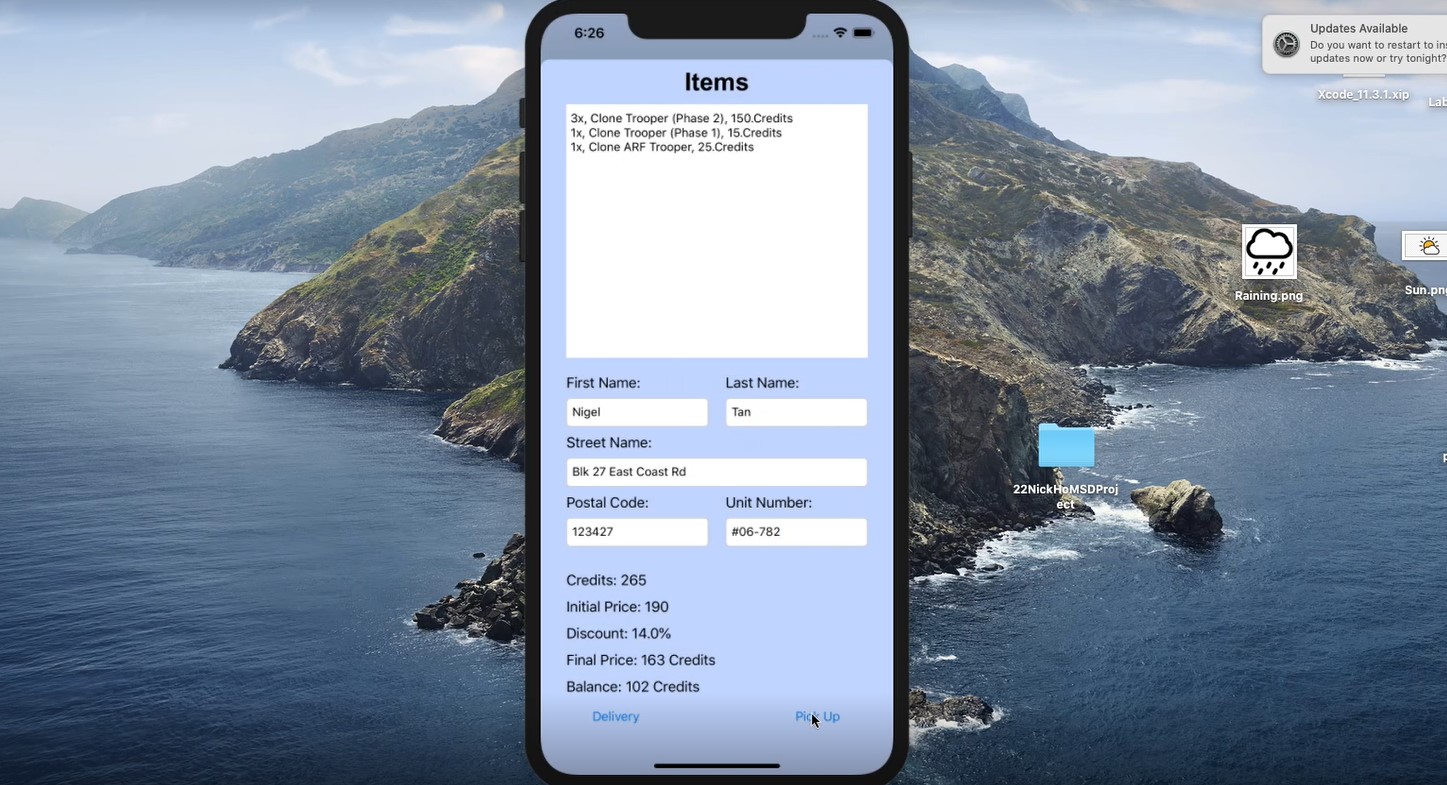 6:26
Updates Available
Do you want to restart to ins
updates now or try tonight?
Xcode_11.3.1.xip
Lab
Items
3x, Clone Trooper (Phase 2), 150.Credits
1x, Clone Trooper (Phase 1), 15.Credits
1x, Clone ARF Trooper, 25.Credits
Raining.png
Sun.png
First Name:
Last Name:
Nigel
Tan
Street Name:
Blk 27 East Coast Rd
Postal Code:
Unit Number:
123427
#06-782
22NickHoMSDProj
ect
Credits: 265
Initial Price: 190
Discount: 14.0%
Final Price: 163 Credits
Balance: 102 Credits
Delivery
Pick Up